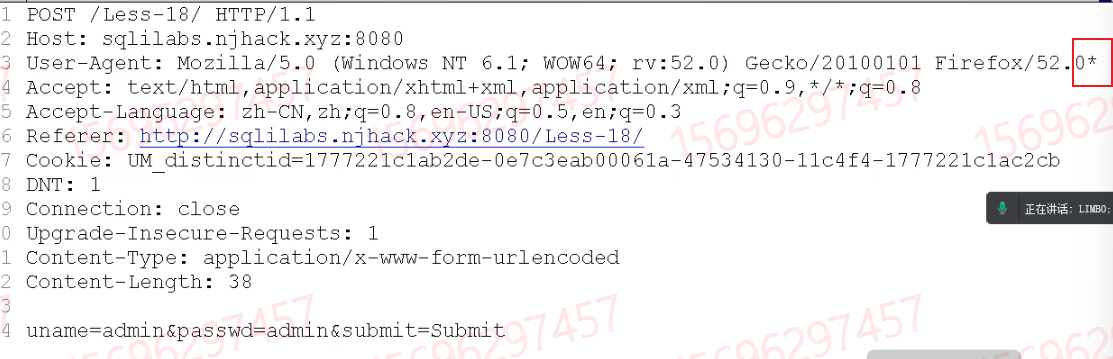 1 POST /Less-18/ HTTP/1.1
2 Host: sqlilabs.njhack.xyz:8080
3 User-Agent: Mozilla/5.0 (Windows NT 6.1; WOW64; rv:52.0) Gecko/20100101 Firefox/52.0*
4 Accept: text/html,application/xhtml+xml,application/xml;q=0.9,*/*;q=0.8
5 Accept-Language: zh-CN,zh;q=0.8,en-US;q=0.5,en;q=0.3
6 Referer: http://sqlilabs.njhack.xyz:8080/Less-18/
7 Cookie: UM_distinctid=1777221c1ab2de-0e7c3eab00061a-47534130-11c4f4-1777221c1ac2cb
8 DNT: 1
9 Connection: close
正在讲话: LIMBO;
0 Upgrade-Insecure-Requests: 1
1 Content-Type: application/x-www-form-urlencoded
2 Content-Length: 38
3
4 uname=admin&passwd=admin&submit=Submit
15696297457